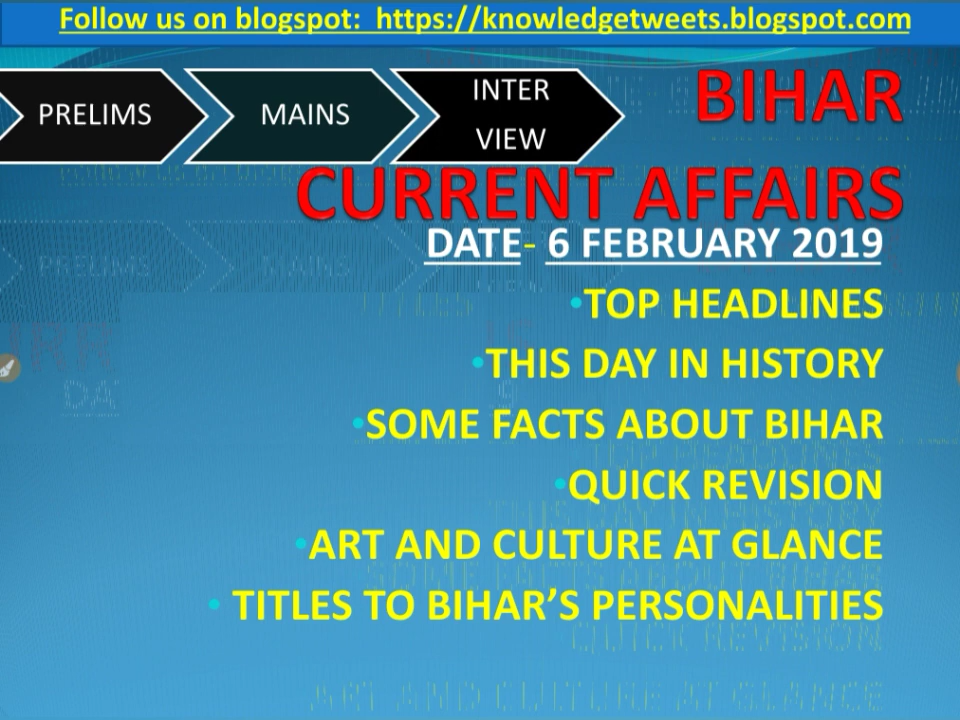 Follow us on blogspot: https://knowledgetweets.blogspot.com
PRELIMS
MAINS
INTER
VIEW
BIHAR
CURRENT AFFAIRS
DATE- 6 FEBRUARY 2019
•TOP HEADLINES
•THIS DAY IN HISTORY
•SOME FACTS ABOUT BIHAR
•QUICK REVISION
•ART AND CULTURE AT GLANCE
• TITLES TO BIHAR'S PERSONALITIES